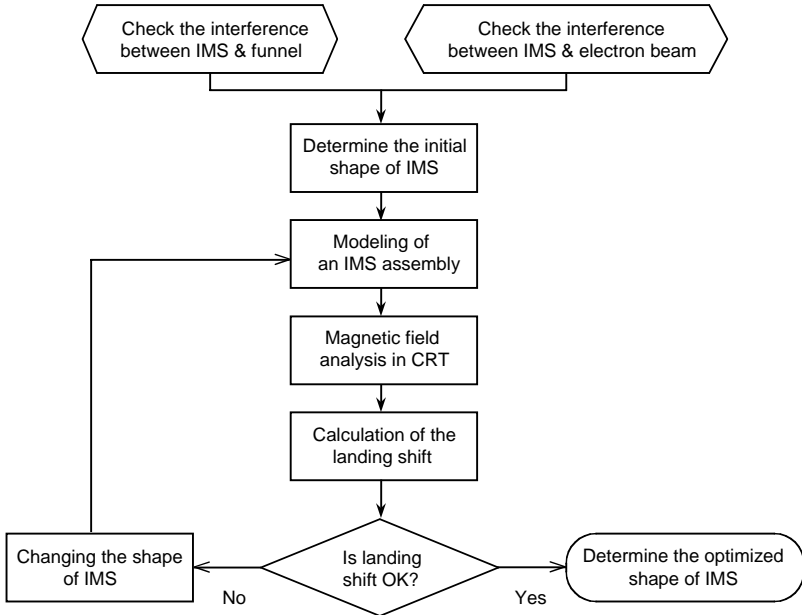 Check the interference
between IMS & funnel
Check the interference
between IMS & electron beam
Determine the initial
shape of IMS
Modeling of
an IMS assembly
Magnetic field
analysis in CRT
Calculation of the
landing shift
Is landing
shift OK?
Changing the shape
of IMS
No
Yes
Determine the optimized
shape of IMS